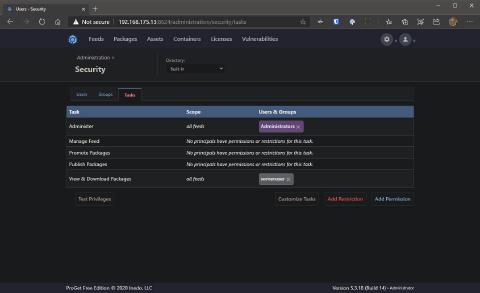 Users - Security
Not secure | 192.168.175.13:8624/administration/security/tasks
Feeds Packages Assets Containers Licenses Vulnerabilities
Administration »
Security
Directory:
Built-In
Users Groups Tasks
Task Scope Users & Groups
Administer all feeds Administrators ×
Manage Feed No principals have permissions or restrictions for this task.
Promote Packages No principals have permissions or restrictions for this task.
Publish Packages No principals have permissions or restrictions for this task.
View & Download Packages all feeds
Test Privileges Customize Tasks Add Restriction Add Permission
ProGet Free Edition © 2020 Inedo, LLC Version 5.3.18 (Build 14) • Administrator